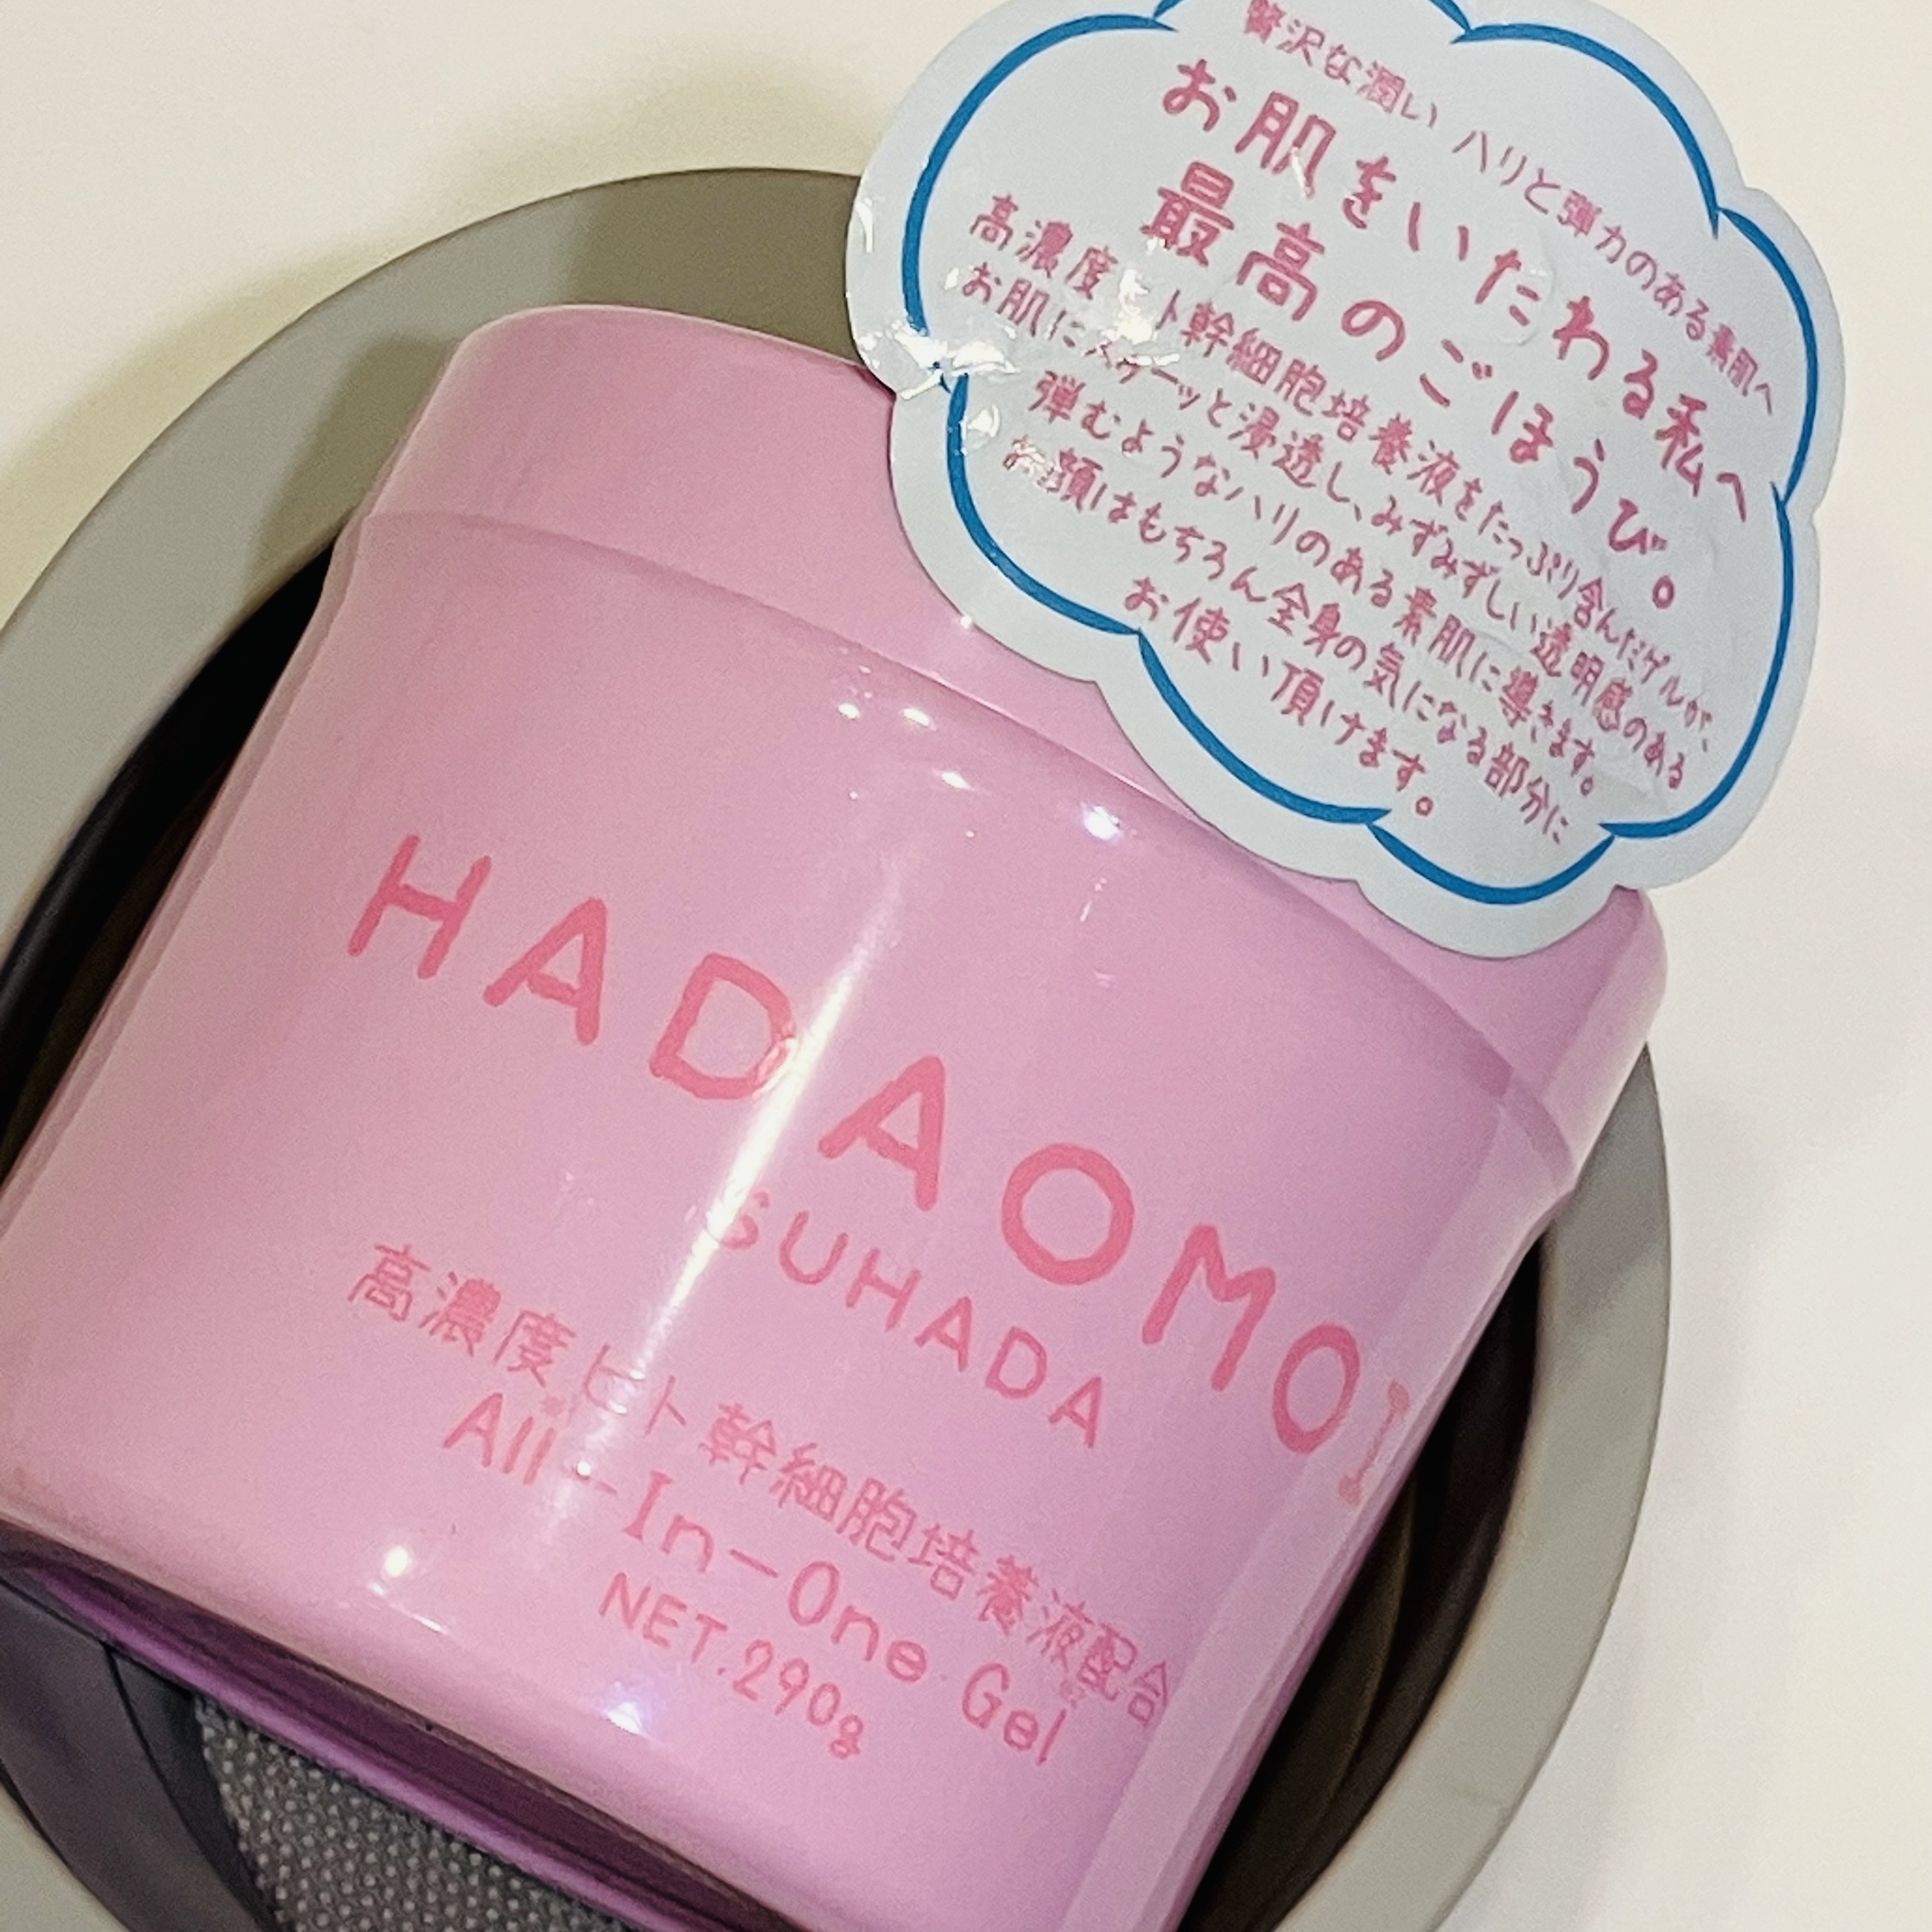 贅沢な潤い ハリと弾力のある素肌へ
お肌をいたわる私へ
最高のごほうび。
高濃度ヒト幹細胞培養液をたっぷり含んだゲルが、
お肌にスゥーッと浸透し、みずみずしい透明感のある
弾むようなハリのある素肌に導きます。
お顔はもちろん全身の気になる部分に
お使い頂けます。
HADAOMOI
SUHADA
高濃度ヒト幹細胞培養液配合
All-In-One Gel
NET.290g